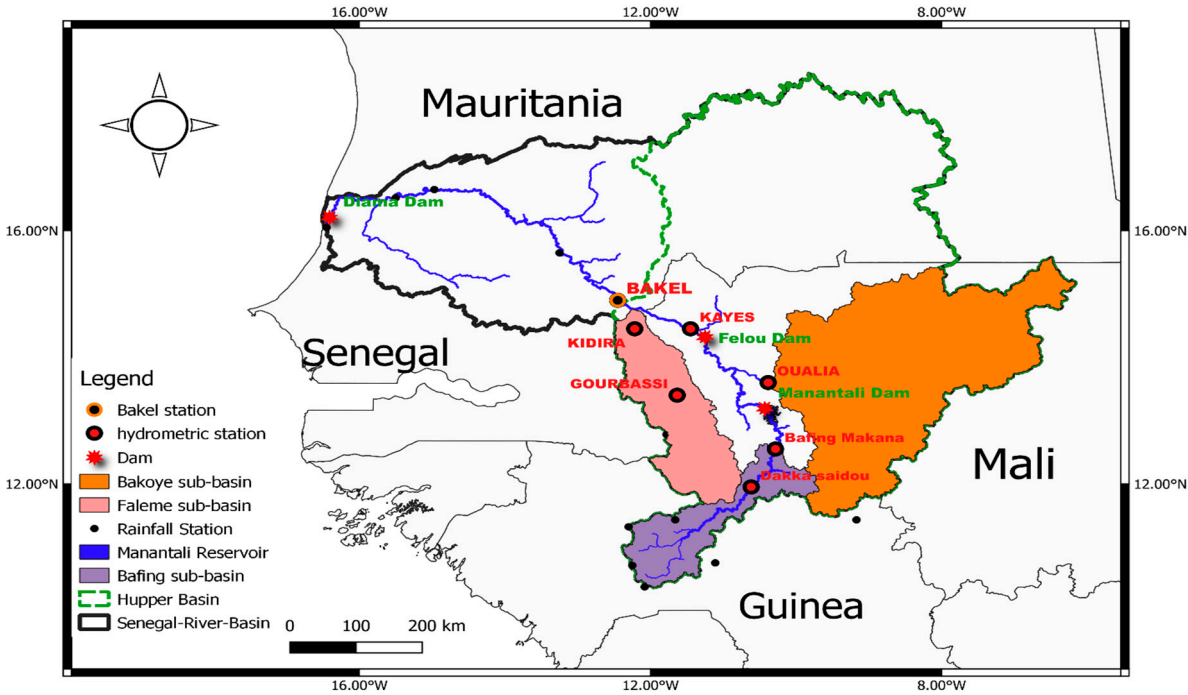 16.00°W 12.00°W 8.00°W
Mauritania
Diama Dam
16.00°N 16.00°N
BAKEL
KAYES
Felou Dam
KIDIRA
Senegal
OUALIA
GOURBASSI
Manantali Dam
Bafing Makana
Mali
Dakka saidou
12.00°N 12.00°N
Guinea
Legend
Bakel station
hydrometric station
Dam
Bakoye sub-basin
Faleme sub-basin
Rainfall Station
Manantali Reservoir
Bafing sub-basin
Hupper Basin
Senegal-River-Basin
0 100 200 km
16.00°W 12.00°W 8.00°W